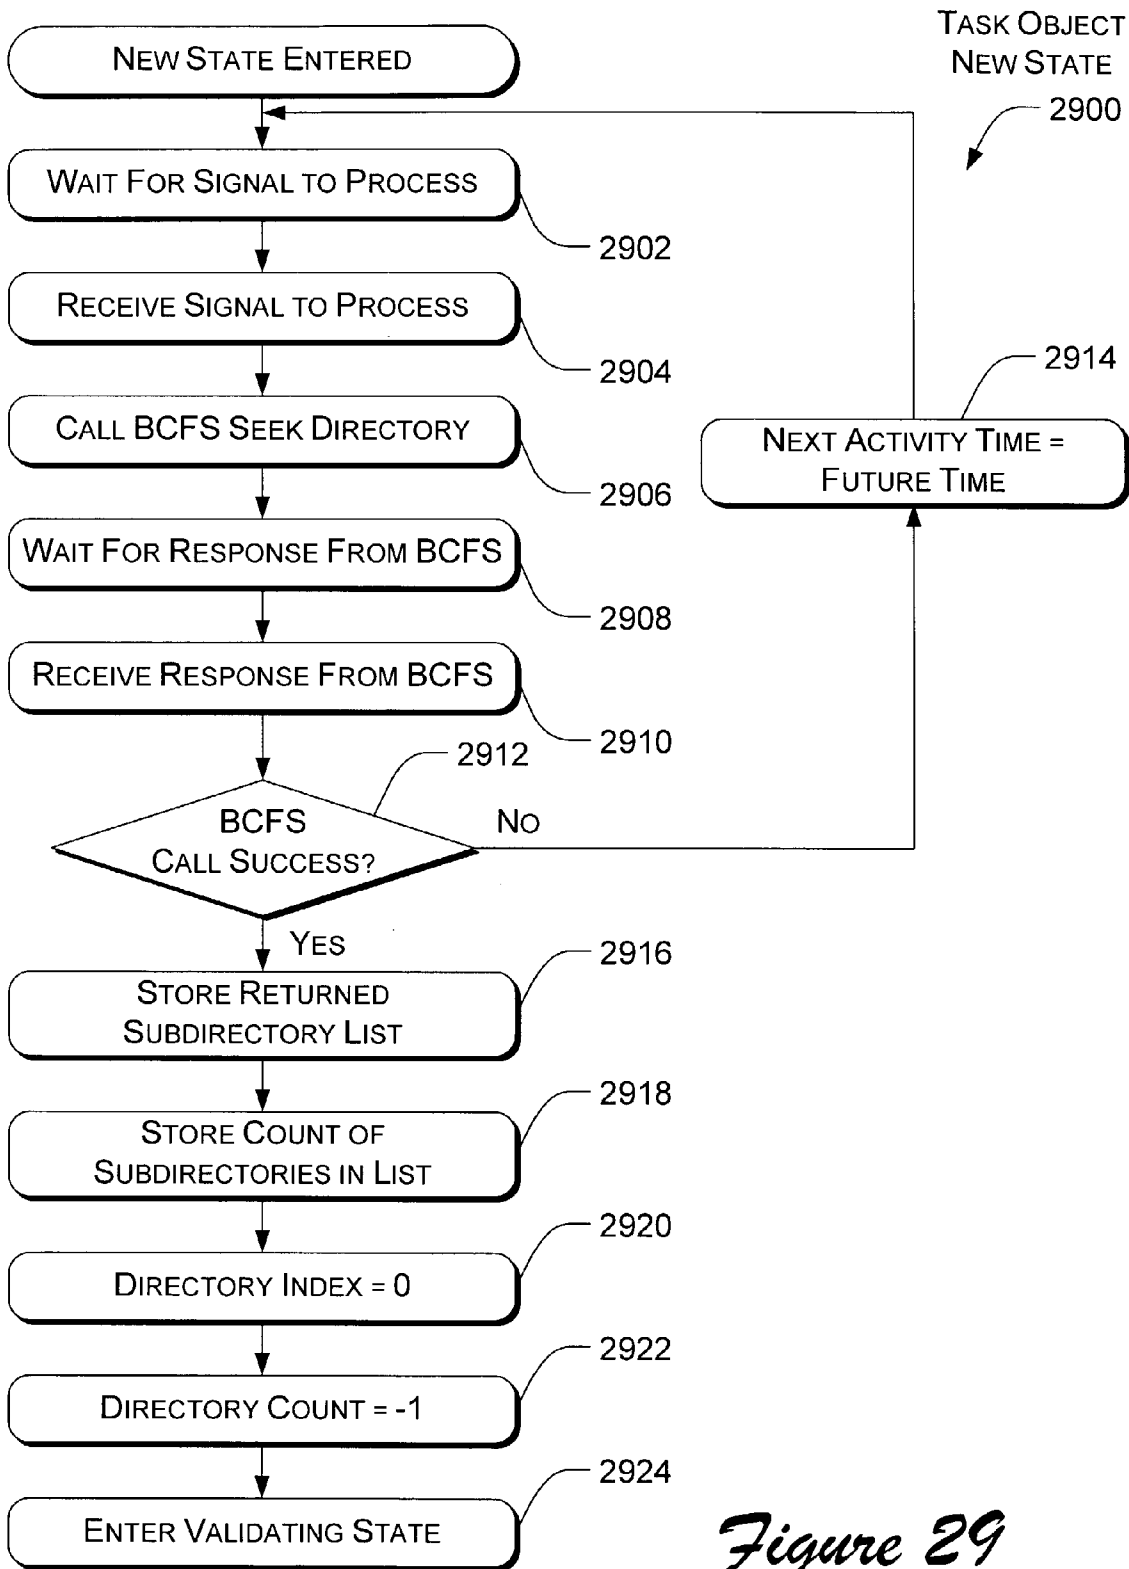 TASK OBJECT
NEW STATE
2900
NEW STATE ENTERED
WAIT FOR SIGNAL TO PROCESS
2902
RECEIVE SIGNAL TO PROCESS
2904
CALL BCFS SEEK DIRECTORY
2906
2914
NEXT ACTIVITY TIME =
FUTURE TIME
WAIT FOR RESPONSE FROM BCFS
2908
RECEIVE RESPONSE FROM BCFS
2910
2912
BCFS
CALL SUCCESS?
NO
YES
2916
STORE RETURNED
SUBDIRECTORY LIST
2918
STORE COUNT OF
SUBDIRECTORIES IN LIST
2920
DIRECTORY INDEX = 0
2922
DIRECTORY COUNT = -1
2924
ENTER VALIDATING STATE
Figure 29